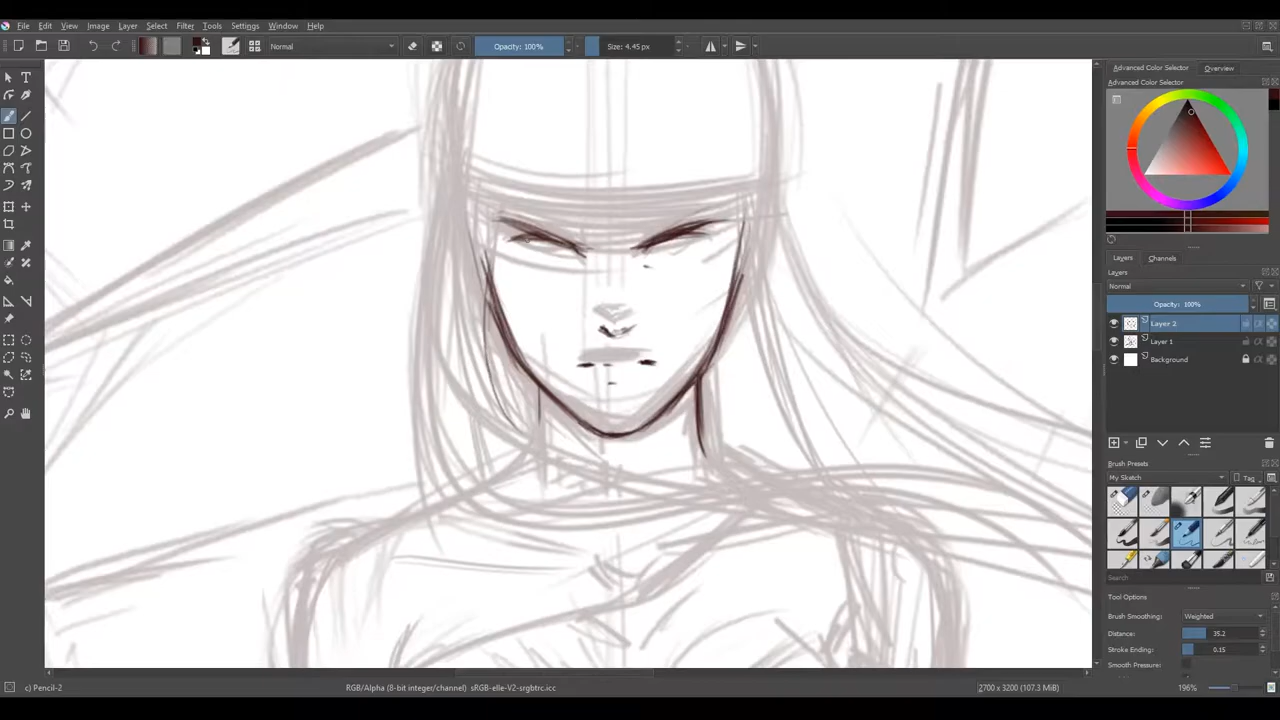 File Edit View Image Layer Select Filter Tools Settings Window Help
Normal Opacity: 100% Size: 4.45 px
Advanced Color Selector Overview
Advanced Color Selector
Layers Channels
Layers
Normal
Opacity: 100%
Layer 2
Layer 1
Background
Brush Presets
My Sketch Tag
Search
Tool Options
Brush Smoothing: Weighted
Distance: 35.2
Stroke Ending: 0.15
Smooth Pressure:
c) Pencil-2 RGB/Alpha (8-bit integer/channel) sRGB-elle-V2-srgbtrc.icc 2700 x 3200 (107.3 MiB) 196%